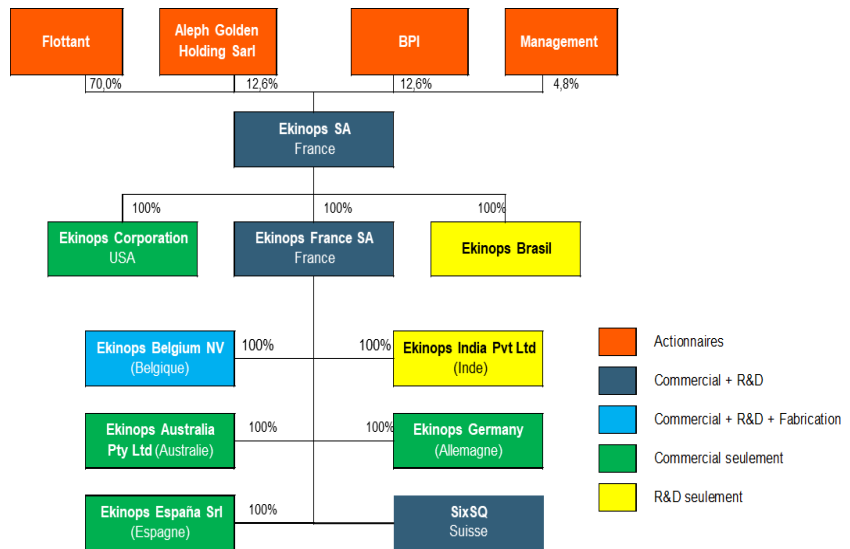 Flottant
Aleph Golden
Holding Sarl
BPI
Management
70,0%
12,6%
12,6%
4,8%
Ekinops SA
France
100%
100%
100%
Ekinops Corporation
USA
Ekinops France SA
France
Ekinops Brasil
Ekinops Belgium NV
(Belgique)
100%
100%
Ekinops India Pvt Ltd
(Inde)
Ekinops Australia
Pty Ltd (Australie)
100%
100%
Ekinops Germany
(Allemagne)
Ekinops España Srl
(Espagne)
100%
SixSQ
Suisse
Actionnaires
Commercial + R&D
Commercial + R&D + Fabrication
Commercial seulement
R&D seulement